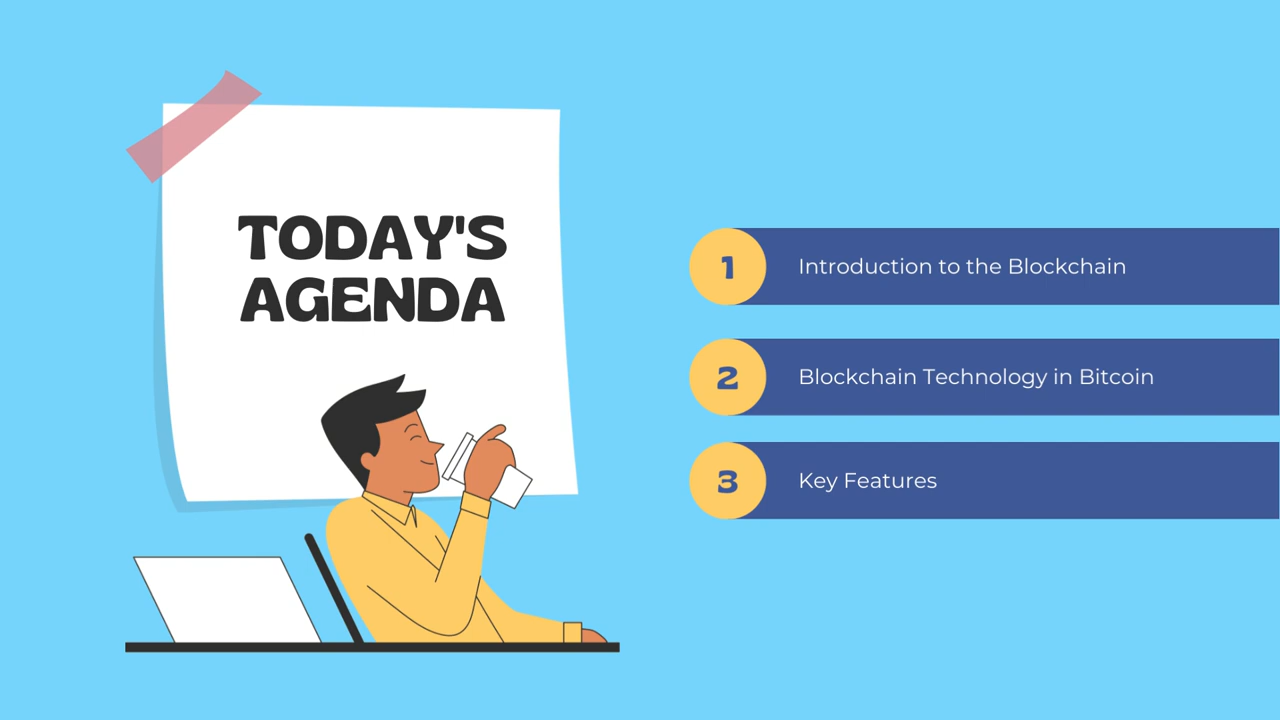 TODAY'S
AGENDA
1
Introduction to the Blockchain
2
Blockchain Technology in Bitcoin
3
Key Features